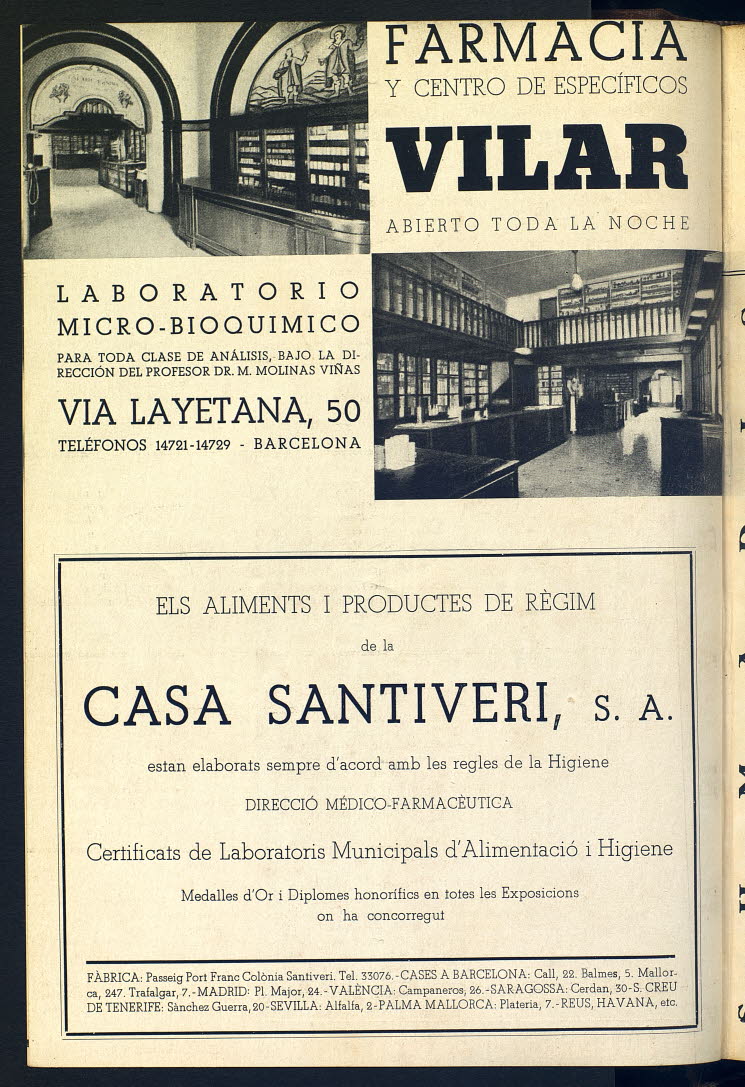 FARMACIA
Y CENTRO DE ESPECÍFICOS
VILAR
ABIERTO TODA LA NOCHE
LABORATORIO
MICRO-BIOQUIMICO
PARA TODA CLASE DE ANÁLISIS, BAJO LA DI-
RECCIÓN DEL PROFESOR DR. M. MOLINAS VIÑAS
VIA LAYETANA, 50
TELÉFONOS 14721-14729 - BARCELONA
ELS ALIMENTS I PRODUCTES DE RÈGIM
de la
CASA SANTIVERI, S. A.
estan elaborats sempre d'acord amb les regles de la Higiene
DIRECCIÓ MÉDICO-FARMACÈUTICA
Certificats de Laboratoris Municipals d'Alimentació i Higiene
Medalles d'Or i Diplomes honorífics en totes les Exposicions
on ha concorregut
FÀBRICA: Passeig Port Franc Colònia Santiveri. Tel. 33076.-CASES A BARCELONA: Call, 22. Balmes, 5. Mallor-
ca, 247. Trafalgar, 7.-MADRID: Pl. Major, 24.-VALÈNCIA: Campaneros, 26.-SARAGOSSA: Cerdan, 30-S. CREU
DE TENERIFE: Sànchez Guerra, 20-SEVILLA: Alfalfa, 2-PALMA MALLORCA: Plateria, 7.-REUS, HAVANA, etc.